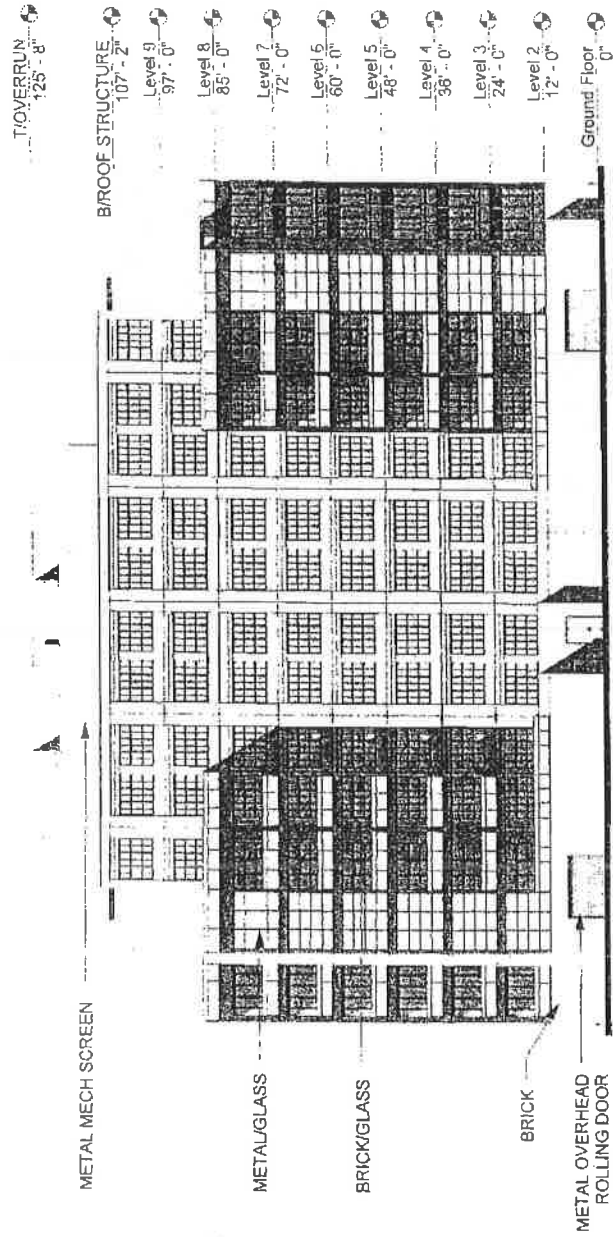 T/OVERRUN
125' - 8"
B/ROOF STRUCTURE
107' - 2"
Level 9
97' - 0"
Level 8
85' - 0"
Level 7
72' - 0"
Level 6
60' - 0"
Level 5
48' - 0"
Level 4
36' - 0"
Level 3
24' - 0"
Level 2
12' - 0"
Ground Floor
0"
METAL MECH SCREEN
METAL/GLASS
BRICK/GLASS
BRICK
METAL OVERHEAD
ROLLING DOOR